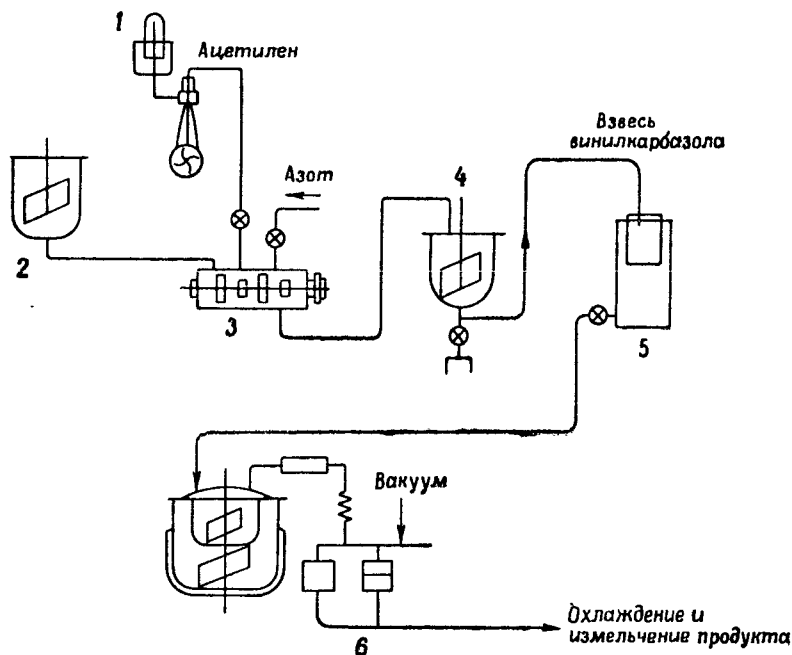 1
Ацетилен
Азот
2
3
4
Взвесь
винилкарбазола
5
Вакуум
6
Охлаждение и
измельчение продукта